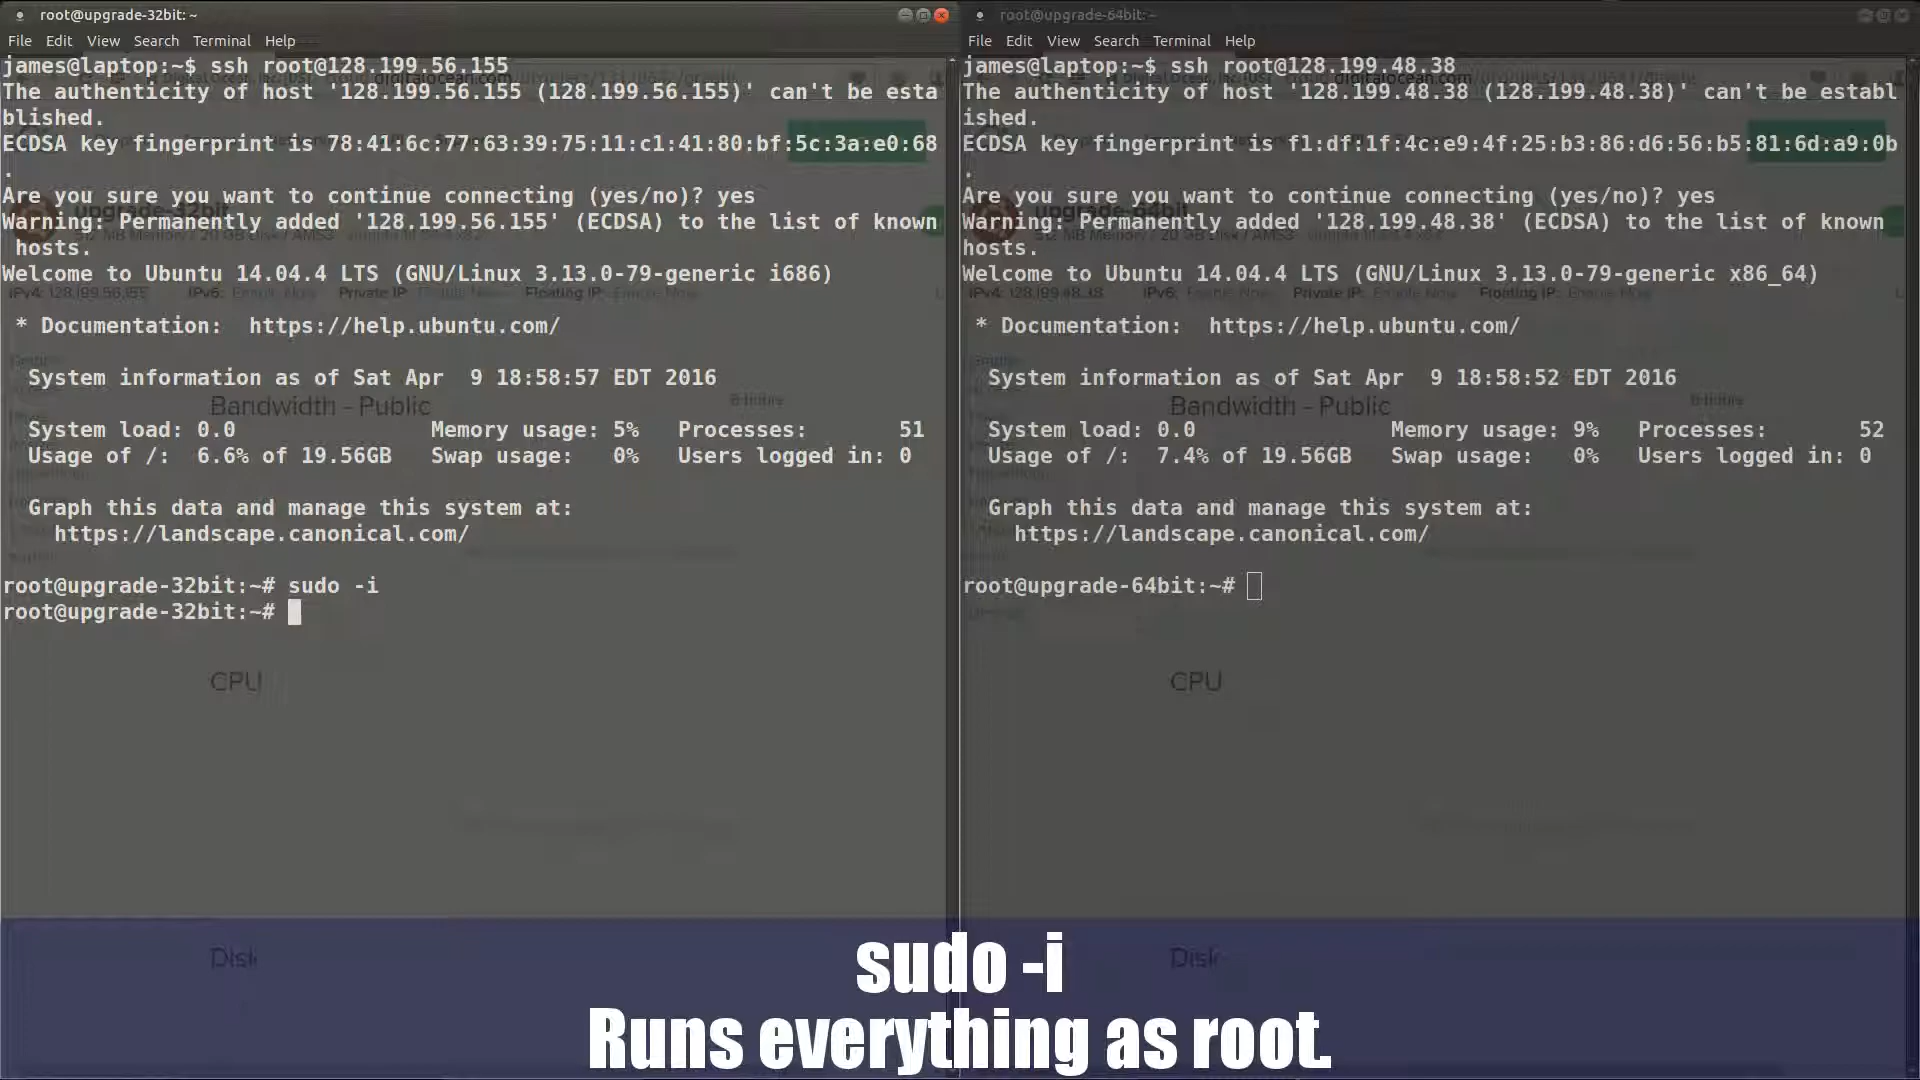 root@upgrade-32bit: ~
File Edit View Search Terminal Help
james@laptop:~$ ssh root@128.199.56.155
The authenticity of host '128.199.56.155 (128.199.56.155)' can't be esta
blished.
ECDSA key fingerprint is 78:41:6c:77:63:39:75:11:c1:41:80:bf:5c:3a:e0:68
.
Are you sure you want to continue connecting (yes/no)? yes
Warning: Permanently added '128.199.56.155' (ECDSA) to the list of known
hosts.
Welcome to Ubuntu 14.04.4 LTS (GNU/Linux 3.13.0-79-generic i686)
* Documentation: https://help.ubuntu.com/
System information as of Sat Apr 9 18:58:57 EDT 2016
System load: 0.0 Memory usage: 5% Processes: 51
Usage of /: 6.6% of 19.56GB Swap usage: 0% Users logged in: 0
Graph this data and manage this system at:
https://landscape.canonical.com/
root@upgrade-32bit:~# sudo -i
root@upgrade-32bit:~#
Bandwidth - Public
CPU
Disk
root@upgrade-64bit: ~
File Edit View Search Terminal Help
james@laptop:~$ ssh root@128.199.48.38
The authenticity of host '128.199.48.38 (128.199.48.38)' can't be establ
ished.
ECDSA key fingerprint is f1:df:1f:4c:e9:4f:25:b3:86:d6:56:b5:81:6d:a9:0b
.
Are you sure you want to continue connecting (yes/no)? yes
Warning: Permanently added '128.199.48.38' (ECDSA) to the list of known
hosts.
Welcome to Ubuntu 14.04.4 LTS (GNU/Linux 3.13.0-79-generic x86_64)
* Documentation: https://help.ubuntu.com/
System information as of Sat Apr 9 18:58:52 EDT 2016
System load: 0.0 Memory usage: 9% Processes: 52
Usage of /: 7.4% of 19.56GB Swap usage: 0% Users logged in: 0
Graph this data and manage this system at:
https://landscape.canonical.com/
root@upgrade-64bit:~#
Bandwidth - Public
CPU
Disk
sudo -i
Runs everything as root.